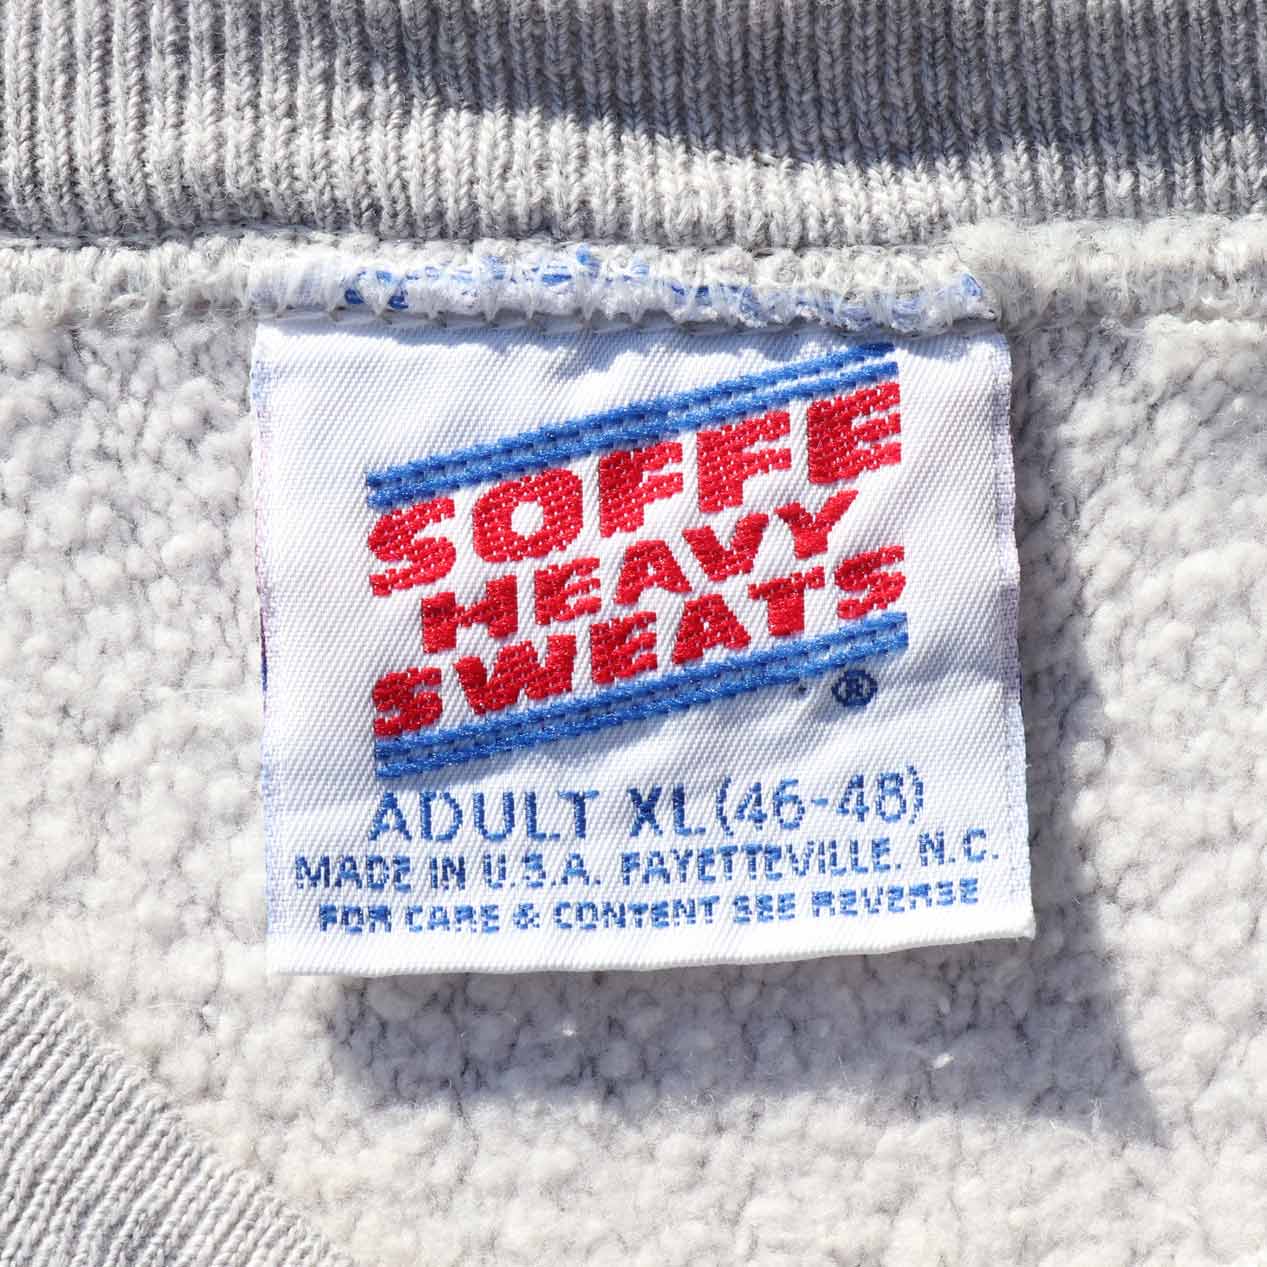 SOFFE
HEAVY
SWEATS
®
ADULT XL (46-48)
MADE IN U.S.A. FAYETTEVILLE, N.C.
FOR CARE & CONTENT SEE REVERSE